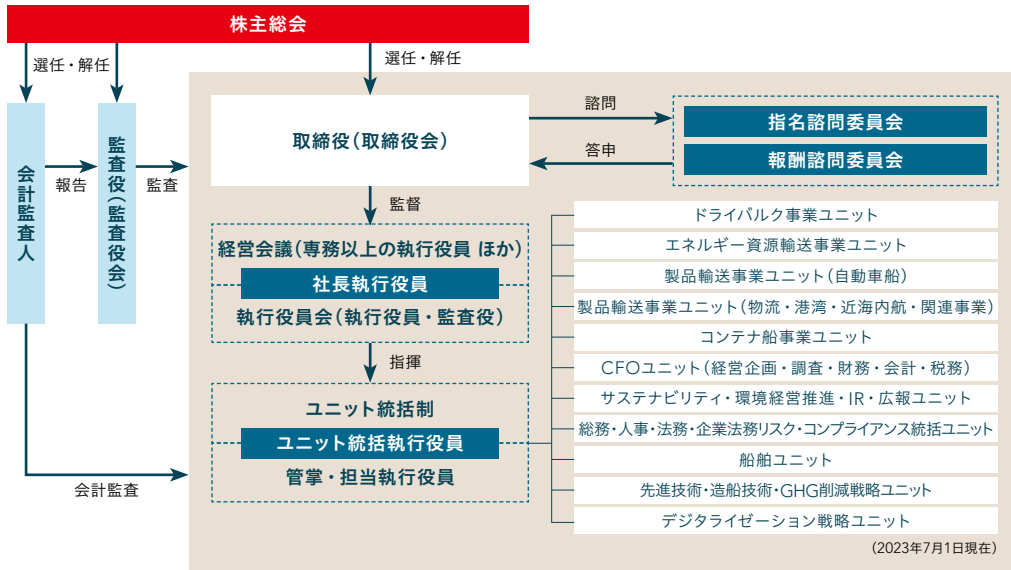 株主総会
選任・解任
選任・解任
会計監査人
報告
監査役（監査役会）
監査
取締役（取締役会）
諮問
答申
指名諮問委員会
報酬諮問委員会
監督
経営会議（専務以上の執行役員 ほか）
社長執行役員
執行役員会（執行役員・監査役）
指揮
ユニット統括制
ユニット統括執行役員
管掌・担当執行役員
会計監査
ドライバルク事業ユニット
エネルギー資源輸送事業ユニット
製品輸送事業ユニット（自動車船）
製品輸送事業ユニット（物流・港湾・近海内航・関連事業）
コンテナ船事業ユニット
CFOユニット（経営企画・調査・財務・会計・税務）
サステナビリティ・環境経営推進・IR・広報ユニット
総務・人事・法務・企業法務リスク・コンプライアンス統括ユニット
船舶ユニット
先進技術・造船技術・GHG削減戦略ユニット
デジタライゼーション戦略ユニット
（2023年7月1日現在）